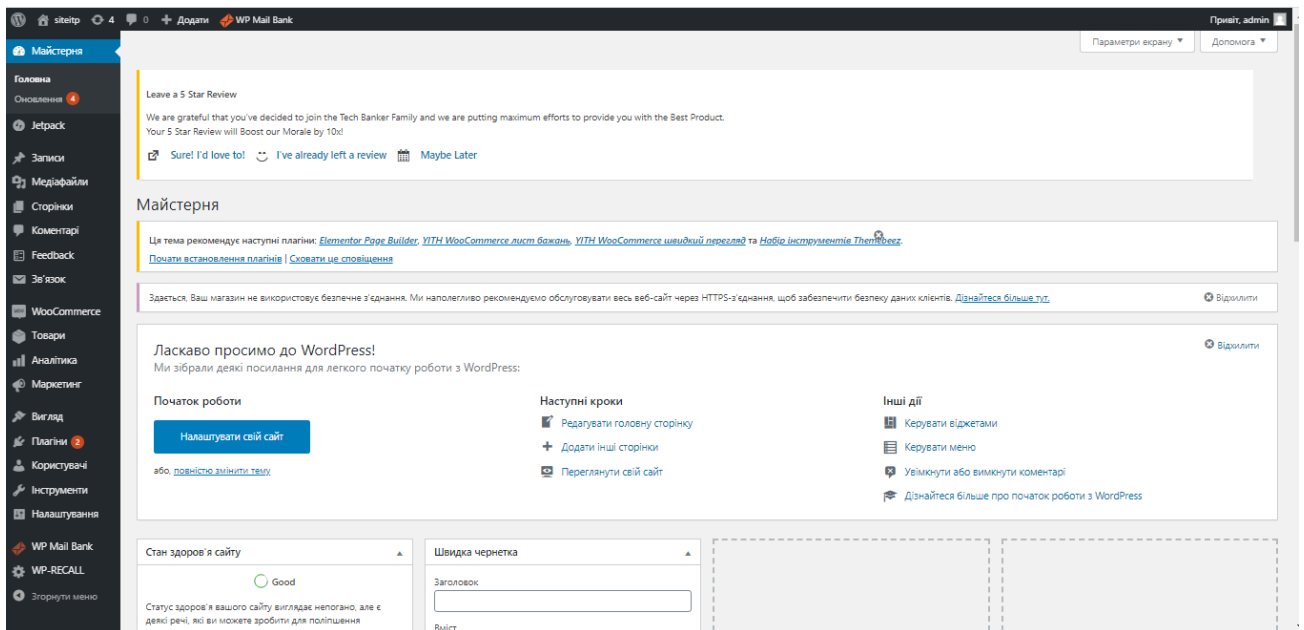 siteitp 4 0 Додати WP Mail Bank Привіт, admin
Параметри екрану Допомога
Майстерня
Головна
Оновлення 4
Jetpack
Записи
Медіафайли
Сторінки
Коментарі
Feedback
Зв'язок
WooCommerce
Товари
Аналітика
Маркетинг
Вигляд
Плагіни 2
Користувачі
Інструменти
Налаштування
WP Mail Bank
WP-RECALL
Згорнути меню
Leave a 5 Star Review
We are grateful that you've decided to join the Tech Banker Family and we are putting maximum efforts to provide you with the Best Product.
Your 5 Star Review will Boost our Morale by 10x!
Sure! I'd love to! I've already left a review Maybe Later
Майстерня
Ця тема рекомендує наступні плагіни: Elementor Page Builder, YITH WooCommerce лист бажань, YITH WooCommerce швидкий перегляд та Набір інструментів Themebeez.
Почати встановлення плагінів | Сховати це сповіщення
Здається, Ваш магазин не використовує безпечне з'єднання. Ми наполегливо рекомендуємо обслуговувати весь веб-сайт через HTTPS-з'єднання, щоб забезпечити безпеку даних клієнтів. Дізнайтеся більше тут. Відхилити
Ласкаво просимо до WordPress! Відхилити
Ми зібрали деякі посилання для легкого початку роботи з WordPress:
Початок роботи
Налаштувати свій сайт
або, повністю змінити тему
Наступні кроки
Редагувати головну сторінку
Додати інші сторінки
Переглянути свій сайт
Інші дії
Керувати віджетами
Керувати меню
Увімкнути або вимкнути коментарі
Дізнайтеся більше про початок роботи з WordPress
Стан здоров'я сайту
Good
Статус здоров'я вашого сайту виглядає непогано, але є
деякі речі, які ви можете зробити для поліпшення
Швидка чернетка
Заголовок
Вміст